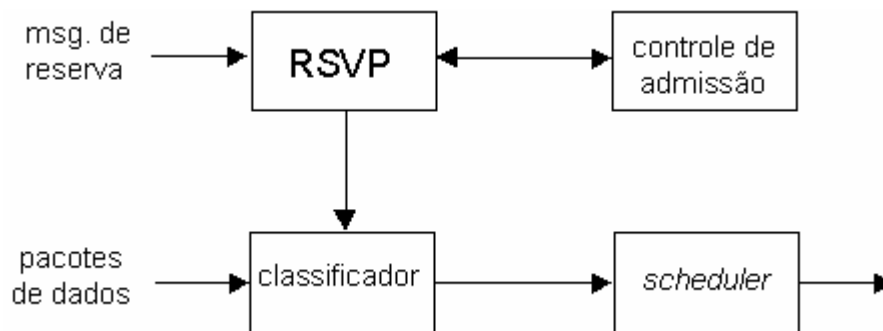 msg. de
reserva
RSVP
controle de
admissão
pacotes
de dados
classificador
scheduler